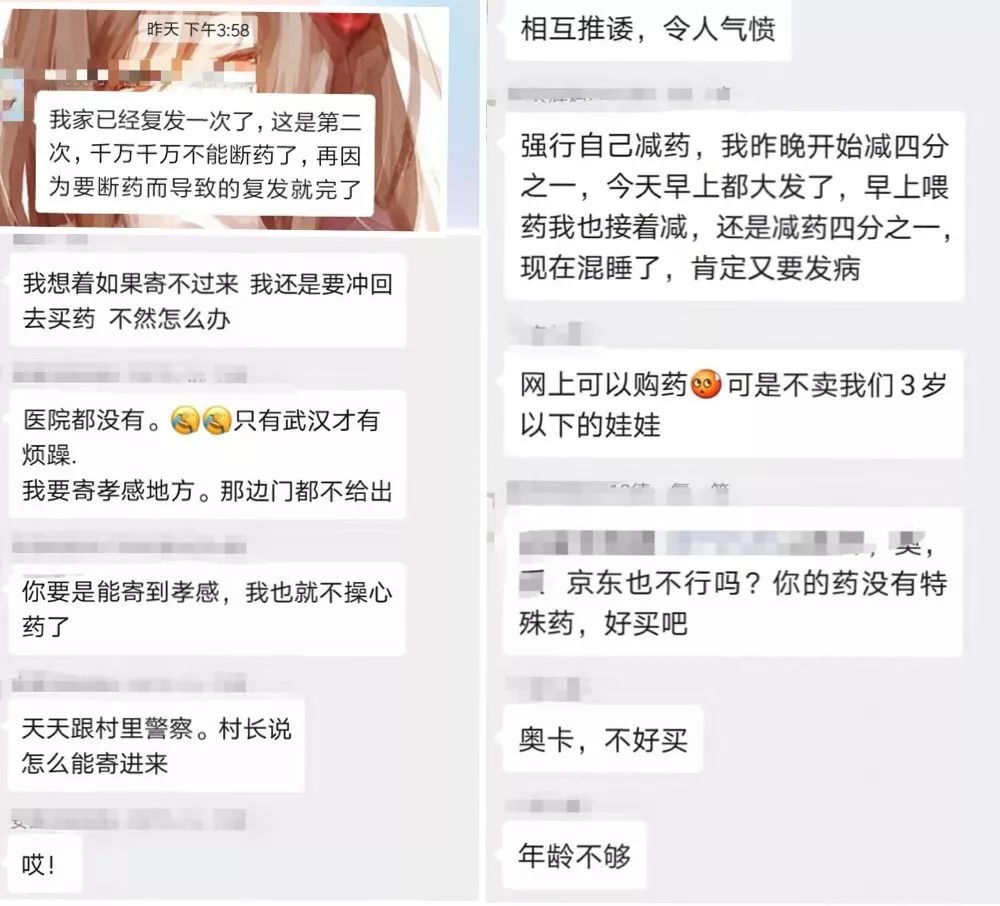 昨天 下午3:58
我家已经复发一次了，这是第二
次，千万千万不能断药了，再因
为要断药而导致的复发就完了
我想着如果寄不过来 我还是要冲回
去买药 不然怎么办
医院都没有。🤦🤦只有武汉才有
烦躁.
我要寄孝感地方。那边门都不给出
你要是能寄到孝感，我也就不操心
药了
天天跟村里警察。村长说
怎么能寄进来
哎！
相互推诿，令人气愤
强行自己减药，我昨晚开始减四分
之一，今天早上都大发了，早上喂
药我也接着减，还是减药四分之一，
现在混睡了，肯定又要发病
网上可以购药🥺可是不卖我们3岁
以下的娃娃
京东也不行吗？你的药没有特
殊药，好买吧
奥卡，不好买
年龄不够